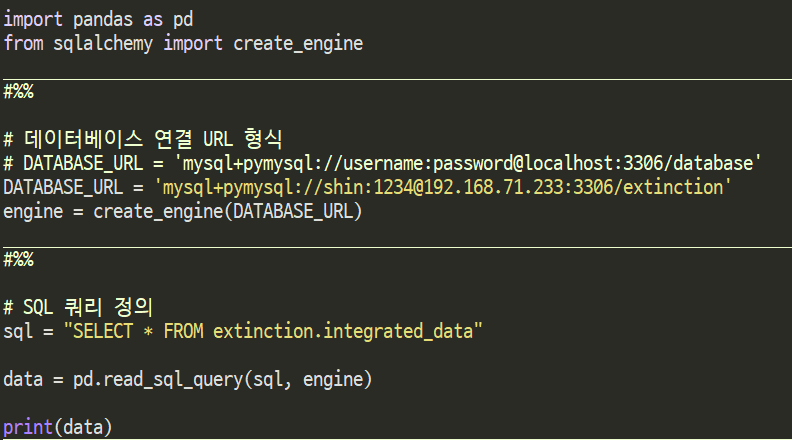 import pandas as pd
from sqlalchemy import create_engine
#%%
# 데이터베이스 연결 URL 형식
# DATABASE_URL = 'mysql+pymysql://username:password@localhost:3306/database'
DATABASE_URL = 'mysql+pymysql://shin:1234@192.168.71.233:3306/extinction'
engine = create_engine(DATABASE_URL)
#%%
# SQL 쿼리 정의
sql = "SELECT * FROM extinction.integrated_data"
data = pd.read_sql_query(sql, engine)
print(data)